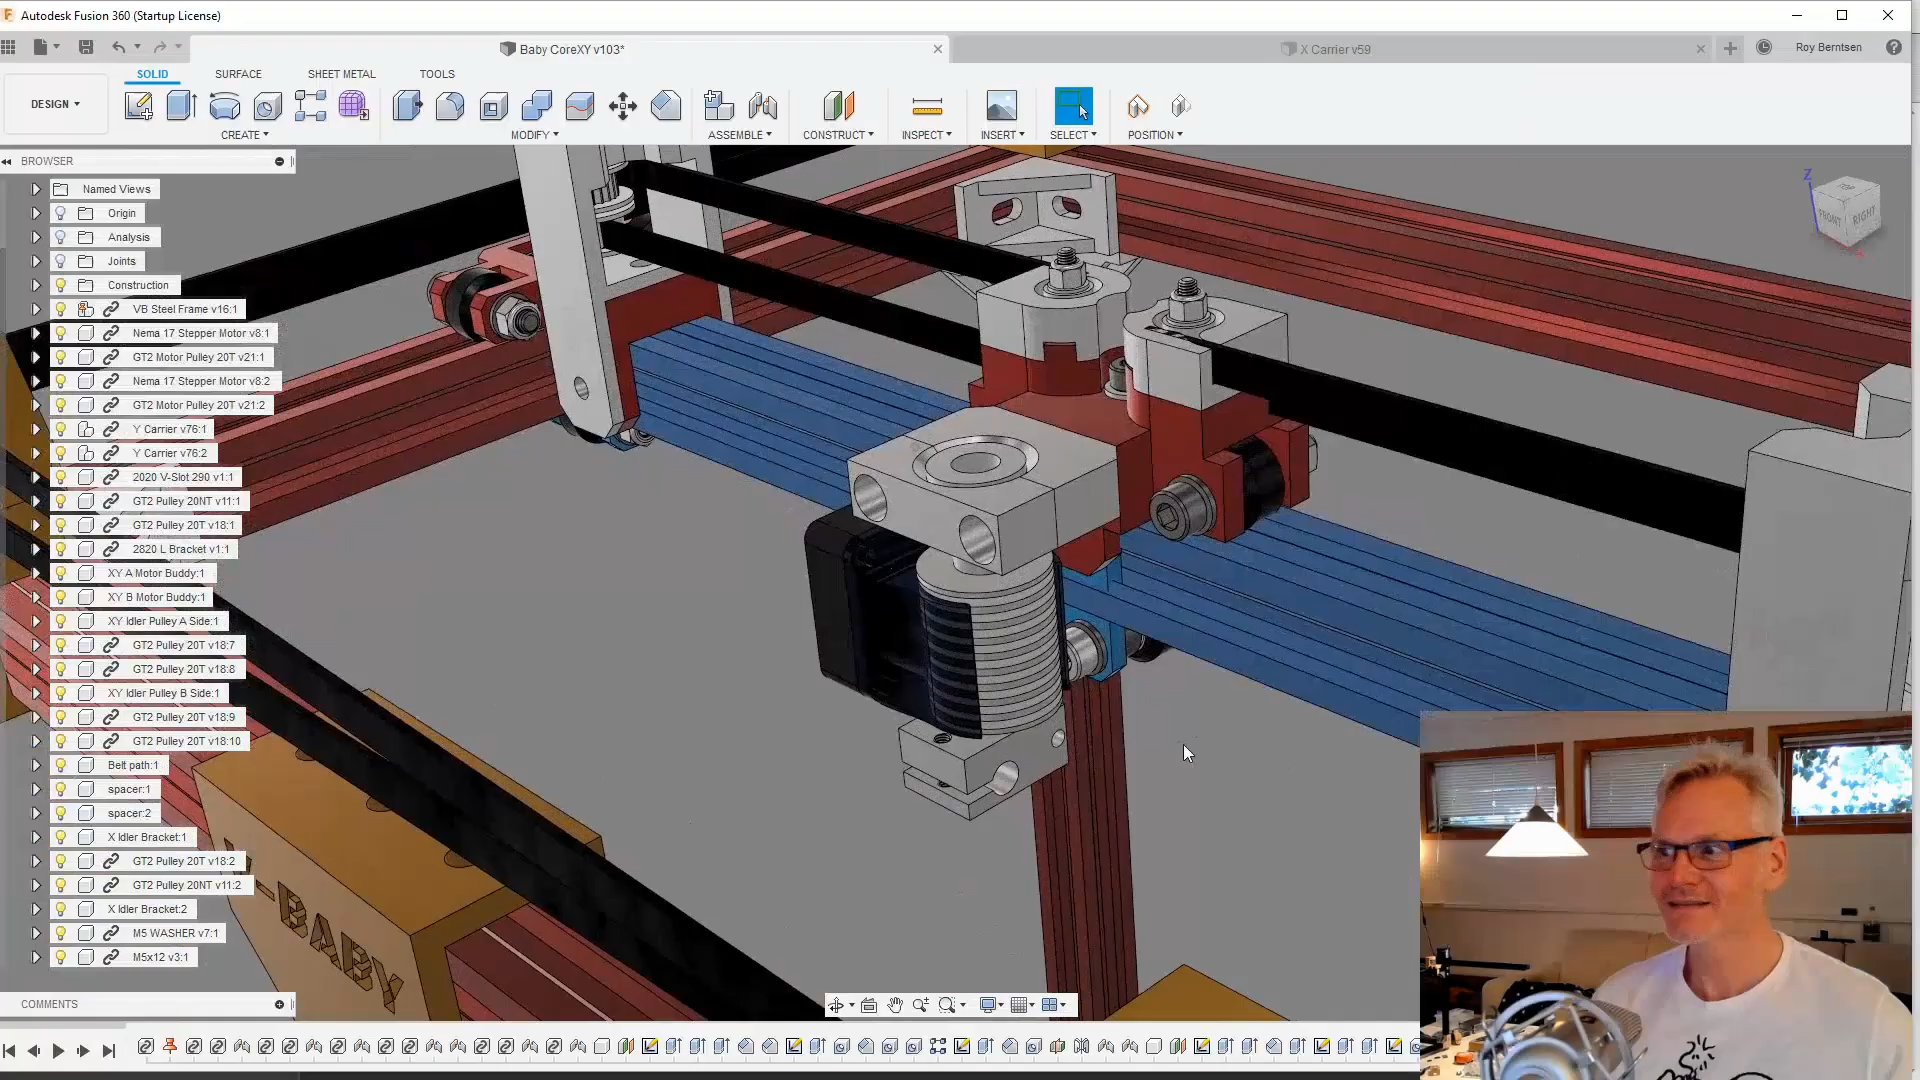 Autodesk Fusion 360 (Startup License)
Baby CoreXY v103*
X Carrier v59
Roy Berntsen
SOLID
SURFACE
SHEET METAL
TOOLS
DESIGN
CREATE
MODIFY
ASSEMBLE
CONSTRUCT
INSPECT
INSERT
SELECT
POSITION
BROWSER
Named Views
Origin
Analysis
Joints
Construction
VB Steel Frame v16:1
Nema 17 Stepper Motor v8:1
GT2 Motor Pulley 20T v21:1
Nema 17 Stepper Motor v8:2
GT2 Motor Pulley 20T v21:2
Y Carrier v76:1
Y Carrier v76:2
2020 V-Slot 290 v1:1
GT2 Pulley 20NT v11:1
GT2 Pulley 20T v18:1
2820 L Bracket v1:1
XY A Motor Buddy:1
XY B Motor Buddy:1
XY Idler Pulley A Side:1
GT2 Pulley 20T v18:7
GT2 Pulley 20T v18:8
XY Idler Pulley B Side:1
GT2 Pulley 20T v18:9
GT2 Pulley 20T v18:10
Belt path:1
spacer:1
spacer:2
X Idler Bracket:1
GT2 Pulley 20T v18:2
GT2 Pulley 20NT v11:2
X Idler Bracket:2
M5 WASHER v7:1
M5x12 v3:1
Z
FRONT
RIGHT
-BABY
COMMENTS